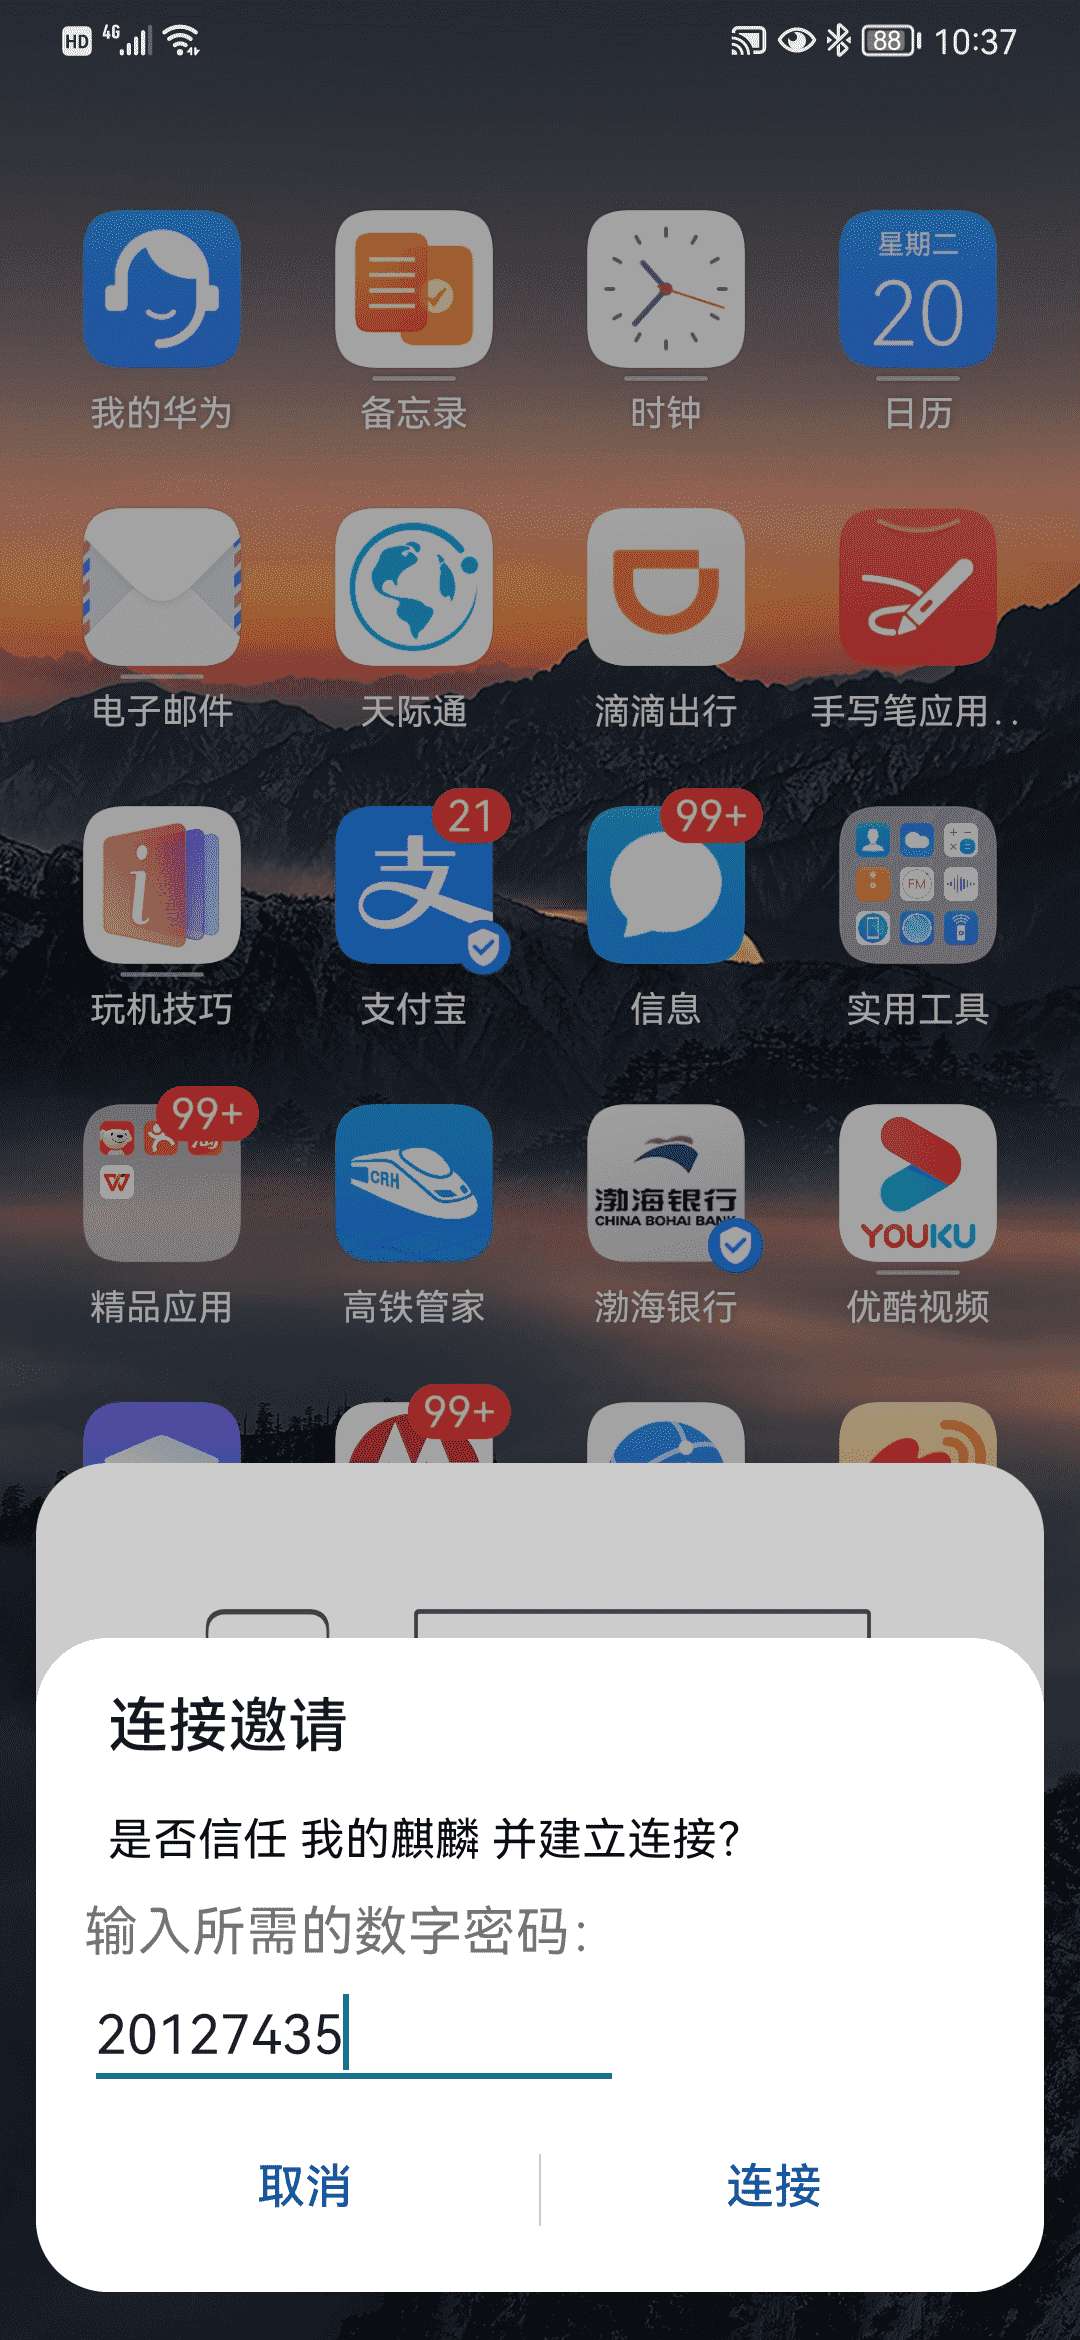 HD 4G 88 10:37
星期二
20
我的华为 备忘录 时钟 日历
电子邮件 天际通 滴滴出行 手写笔应用..
21 99+
i 支 FM
玩机技巧 支付宝 信息 实用工具
99+
CRH
渤海银行
CHINA BOHAI BANK
YOUKU
精品应用 高铁管家 渤海银行 优酷视频
99+
连接邀请
是否信任 我的麒麟 并建立连接?
输入所需的数字密码:
20127435
取消 连接